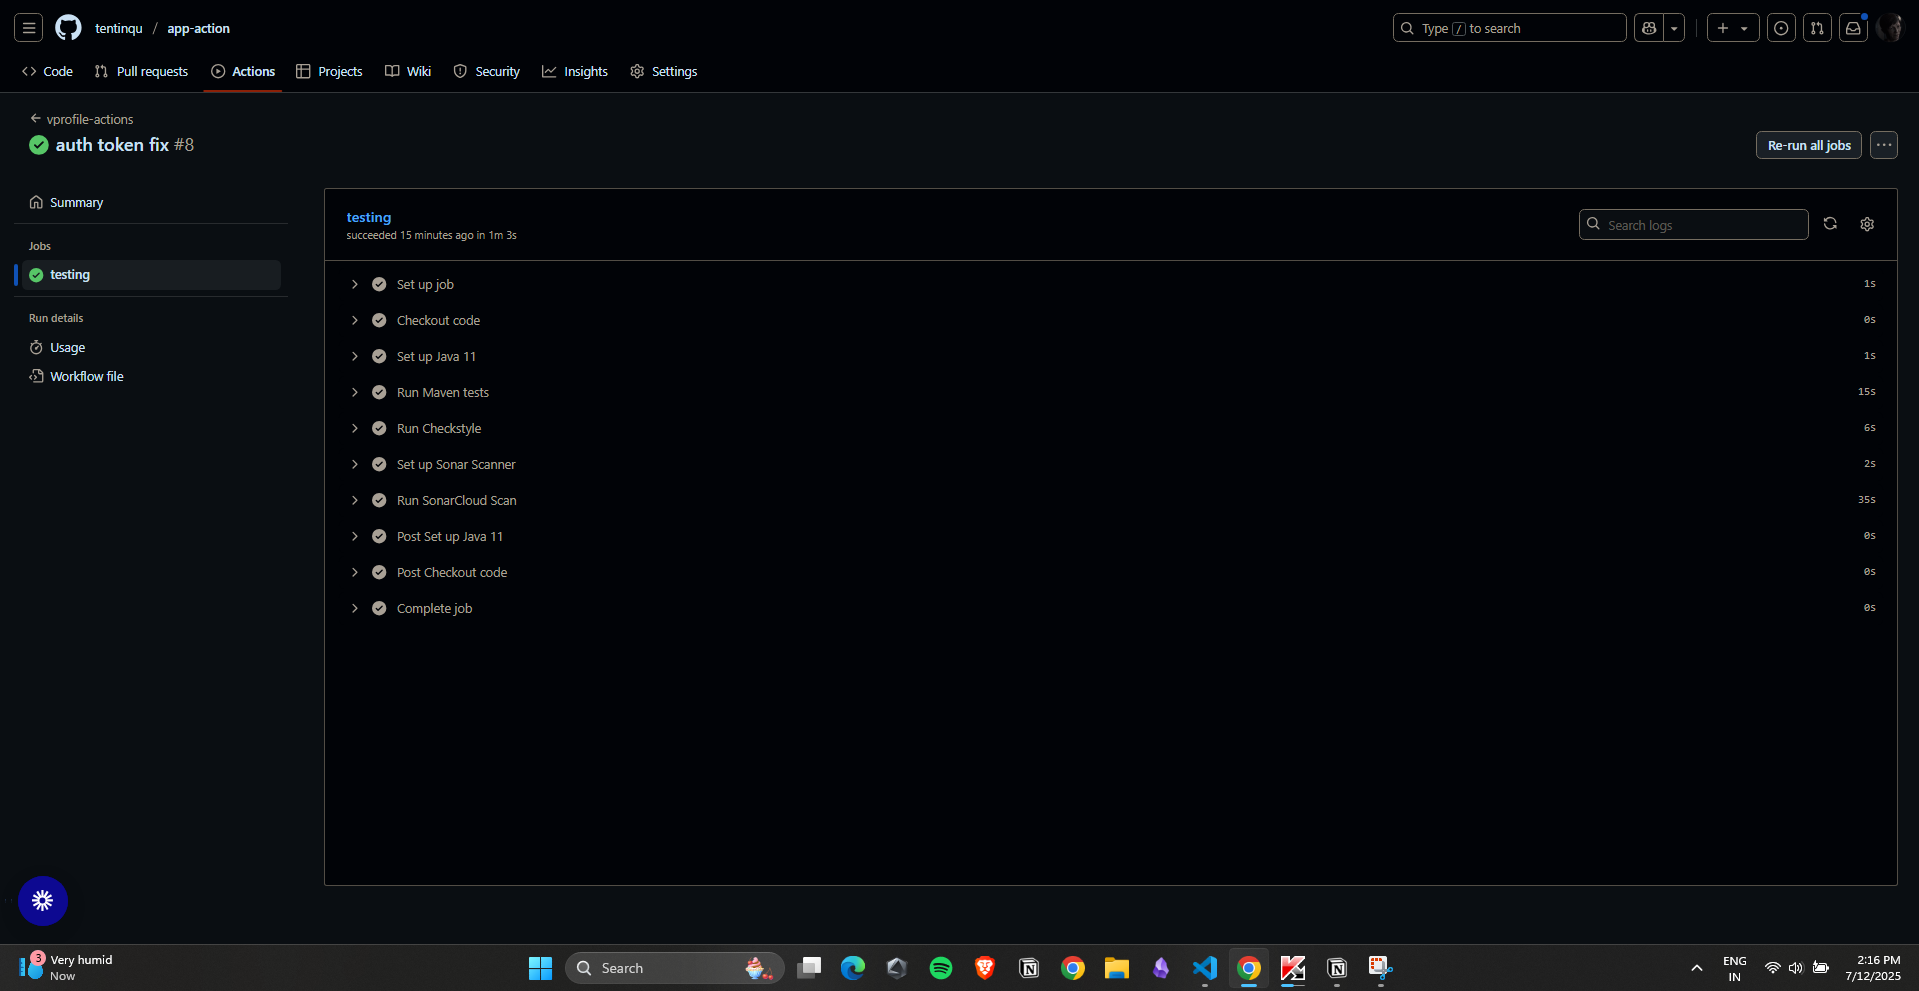 tentinqu / app-action
Type / to search
Code
Pull requests
Actions
Projects
Wiki
Security
Insights
Settings
vprofile-actions
auth token fix #8
Re-run all jobs
Summary
Jobs
testing
Run details
Usage
Workflow file
testing
succeeded 15 minutes ago in 1m 3s
Search logs
Set up job 1s
Checkout code 0s
Set up Java 11 1s
Run Maven tests 15s
Run Checkstyle 6s
Set up Sonar Scanner 2s
Run SonarCloud Scan 35s
Post Set up Java 11 0s
Post Checkout code 0s
Complete job 0s
3
Very humid
Now
Search
ENG
IN
2:16 PM
7/12/2025